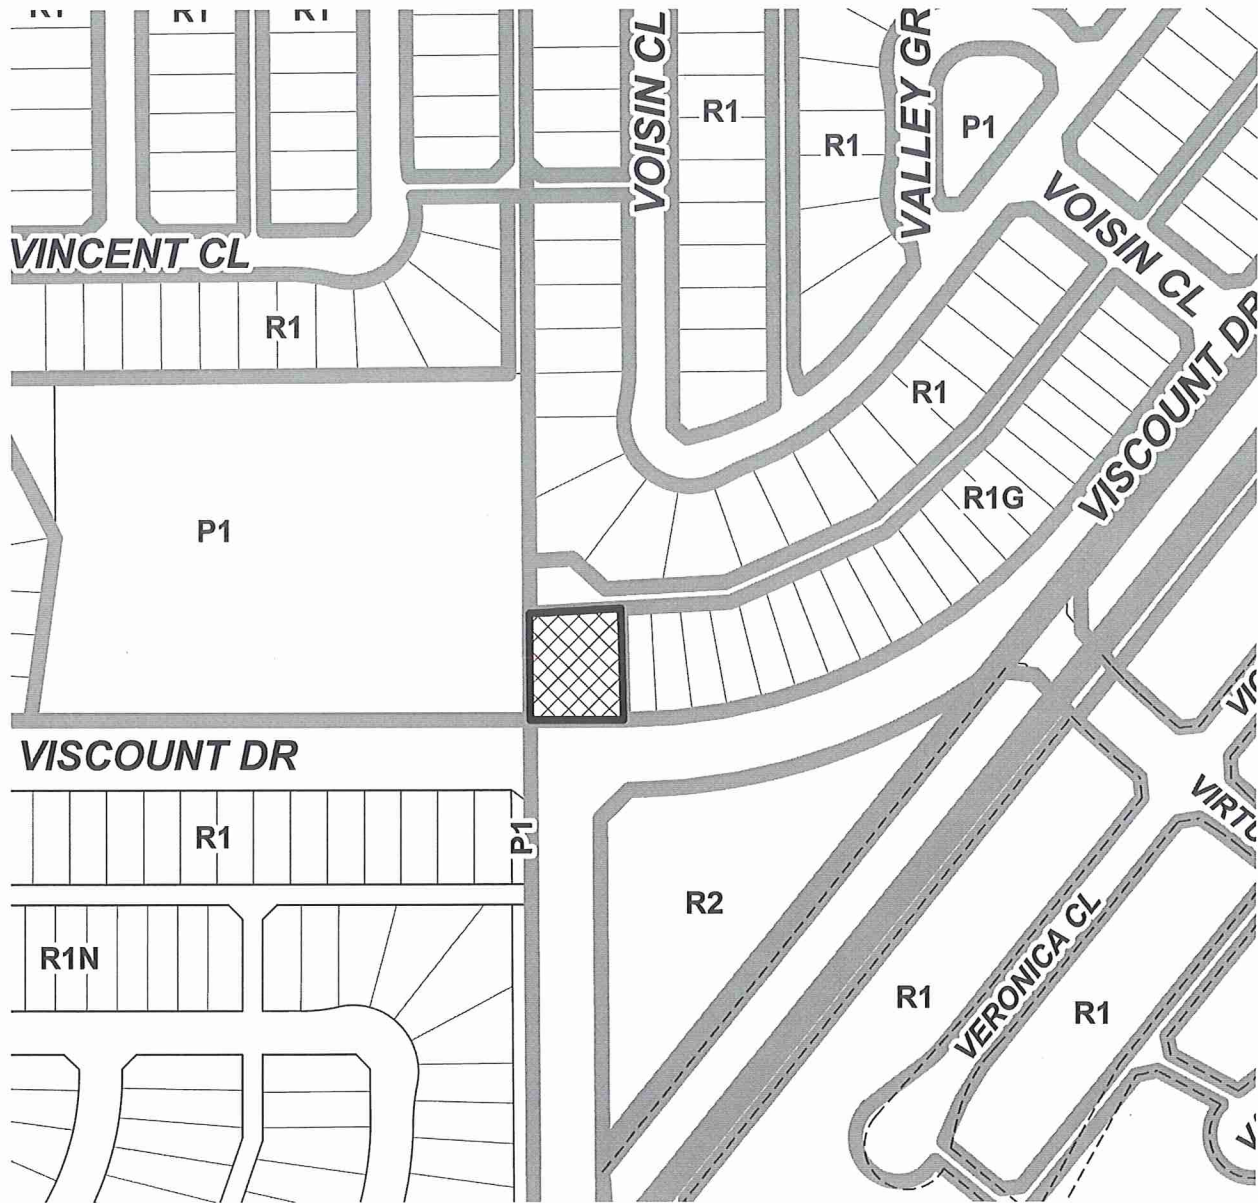 R1
R1
R1
VOISIN CL
R1
R1
VALLEY GR
P1
VOISIN CL
VINCENT CL
R1
R1
VISCOUNT DR
R1G
P1
VISCOUNT DR
R1
P1
R2
R1N
R1
VERONICA CL
R1